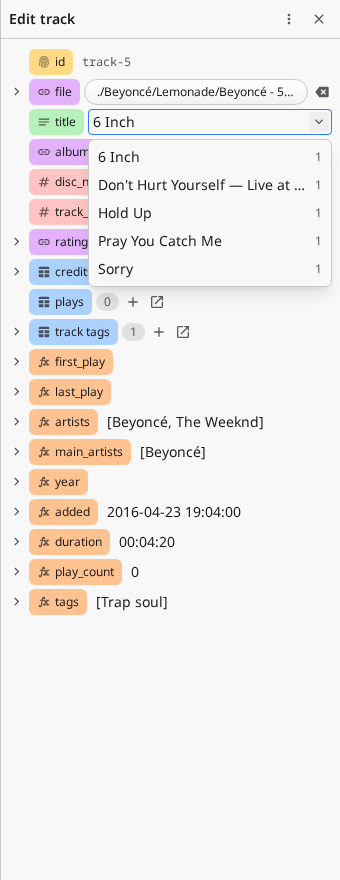 Edit track
id track-5
file ./Beyoncé/Lemonade/Beyoncé - 5...
title 6 Inch
album
6 Inch 1
disc_n
Don't Hurt Yourself — Live at ... 1
track_
Hold Up 1
rating
Pray You Catch Me 1
credit
Sorry 1
plays 0
track tags 1
first_play
last_play
artists [Beyoncé, The Weeknd]
main_artists [Beyoncé]
year
added 2016-04-23 19:04:00
duration 00:04:20
play_count 0
tags [Trap soul]